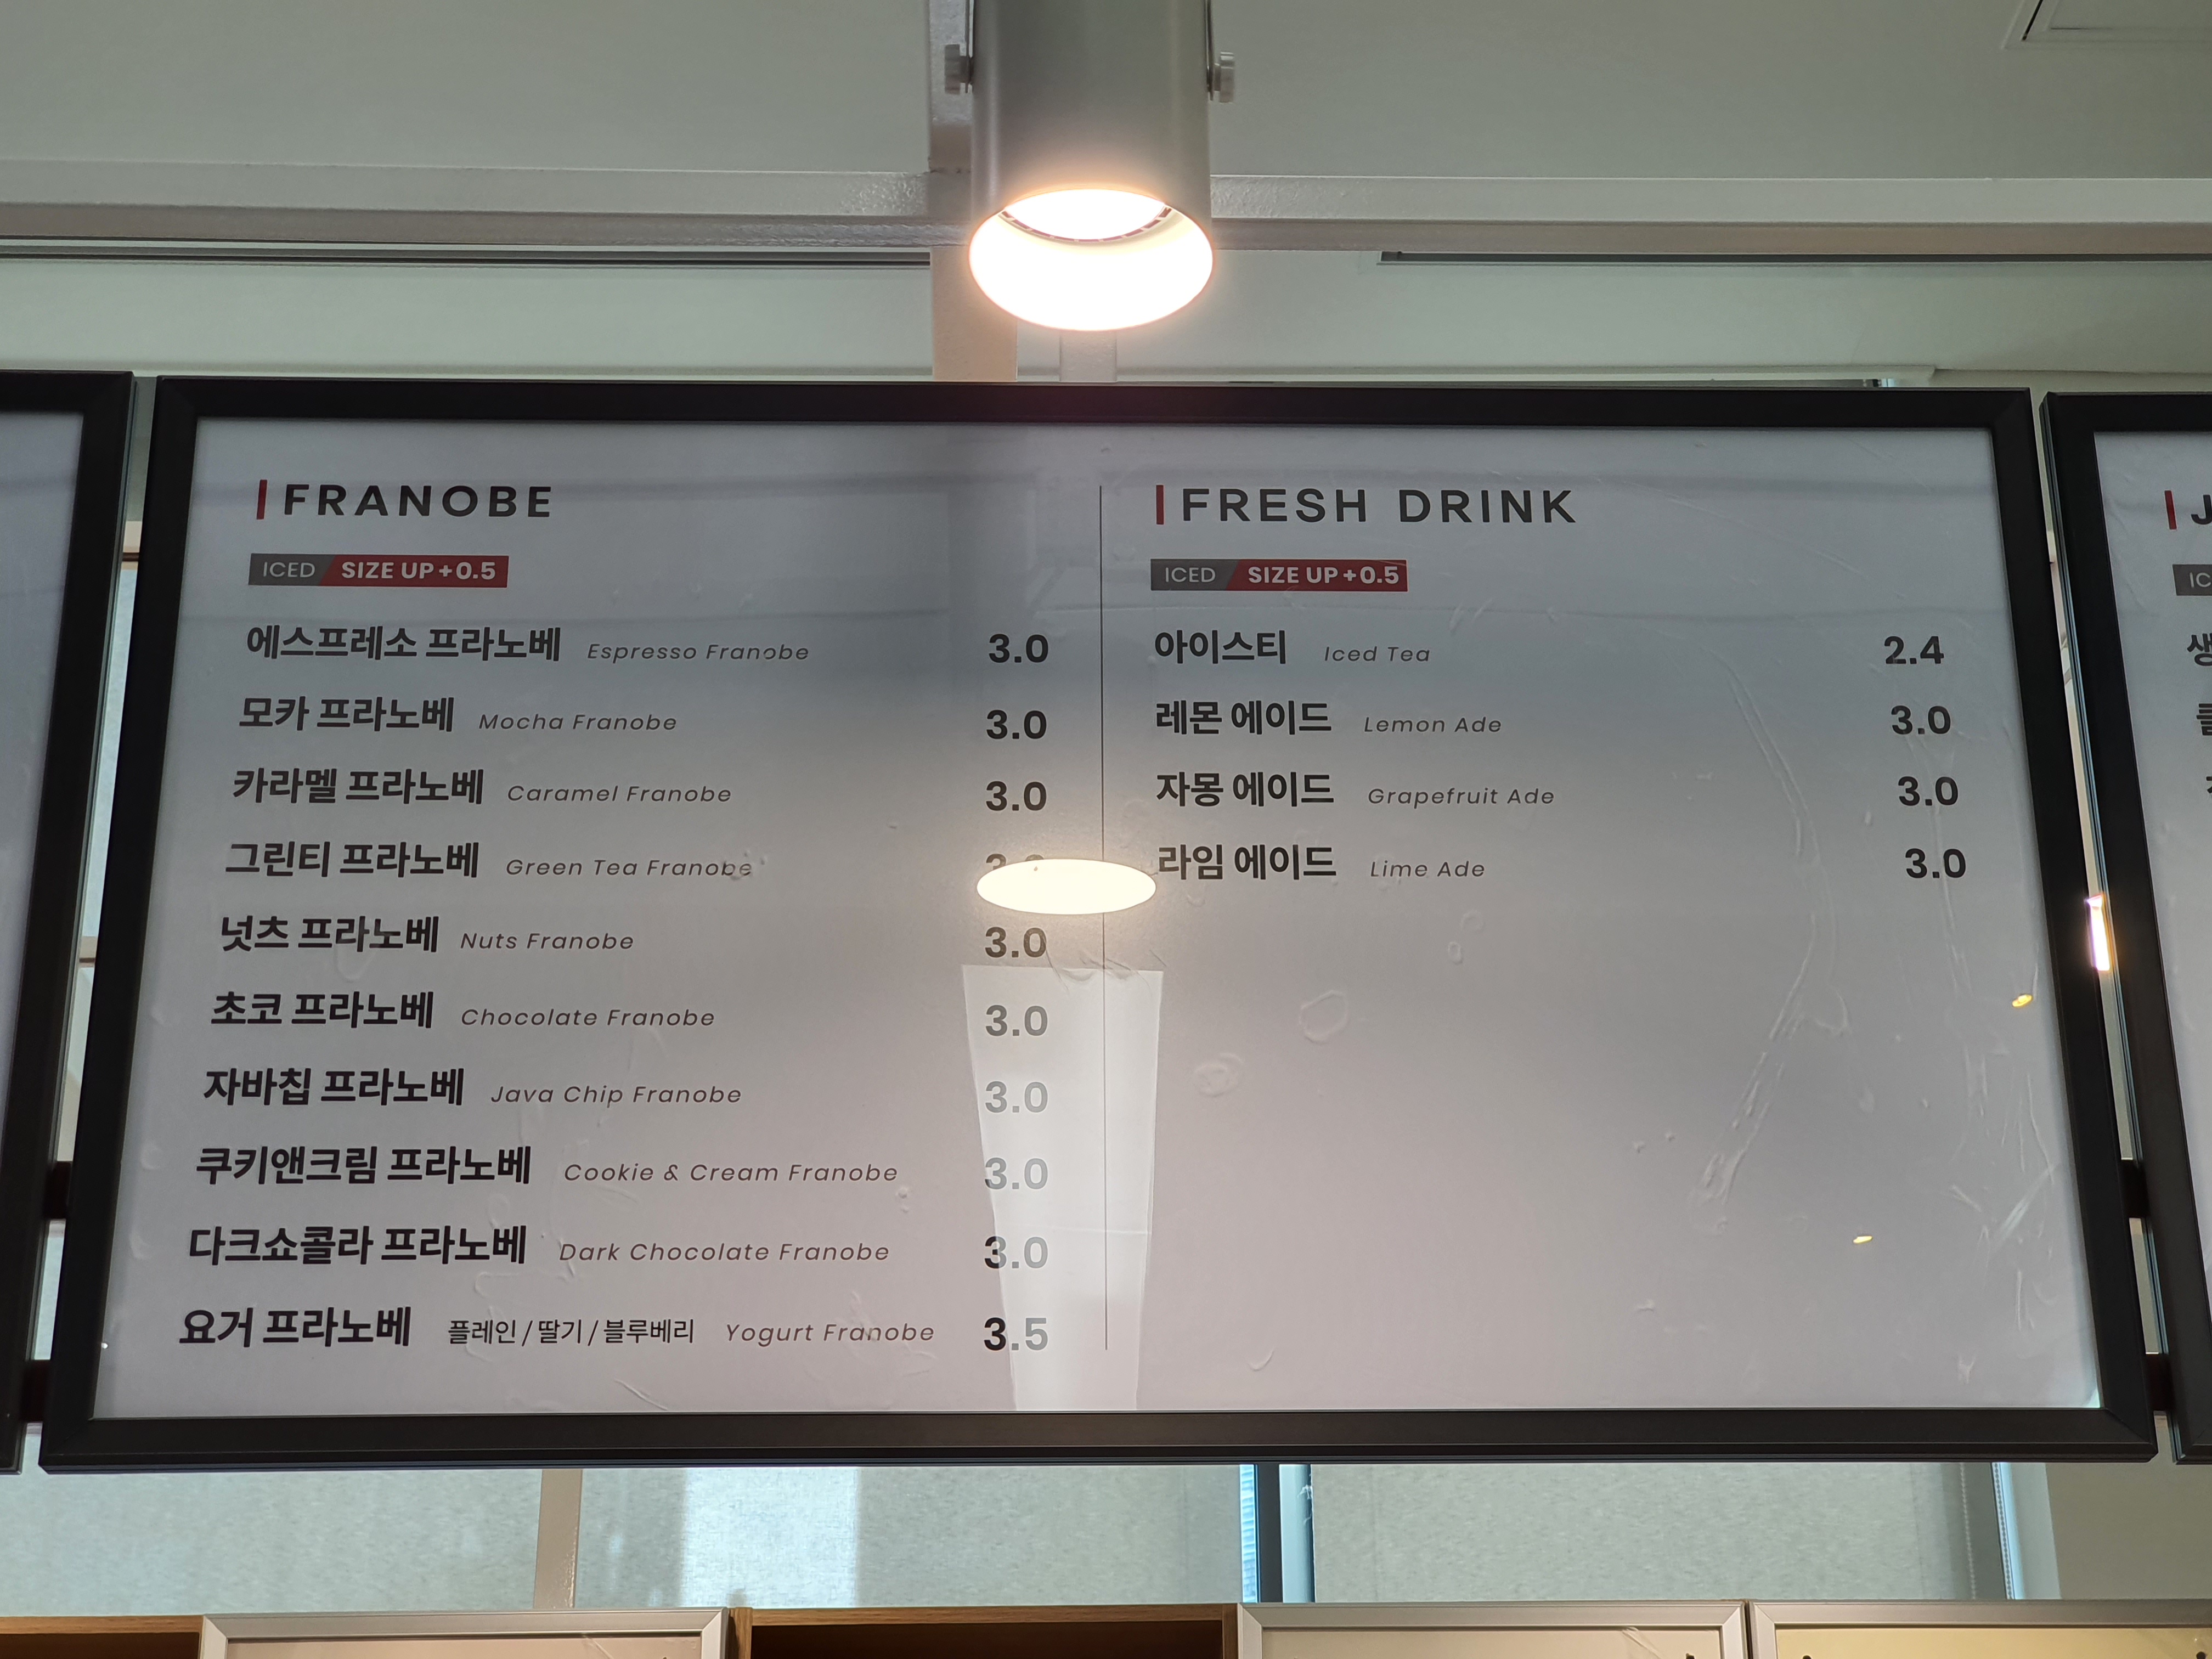 FRANOBE
ICED SIZE UP+0.5
에스프레소 프라노베 Espresso Franobe 3.0
모카 프라노베 Mocha Franobe 3.0
카라멜 프라노베 Caramel Franobe 3.0
그린티 프라노베 Green Tea Franobe
넛츠 프라노베 Nuts Franobe 3.0
초코 프라노베 Chocolate Franobe 3.0
자바칩 프라노베 Java Chip Franobe 3.0
쿠키앤크림 프라노베 Cookie & Cream Franobe 3.0
다크쇼콜라 프라노베 Dark Chocolate Franobe 3.0
요거 프라노베 플레인/딸기/블루베리 Yogurt Franobe 3.5
FRESH DRINK
ICED SIZE UP+0.5
아이스티 Iced Tea 2.4
레몬 에이드 Lemon Ade 3.0
자몽 에이드 Grapefruit Ade 3.0
라임 에이드 Lime Ade 3.0